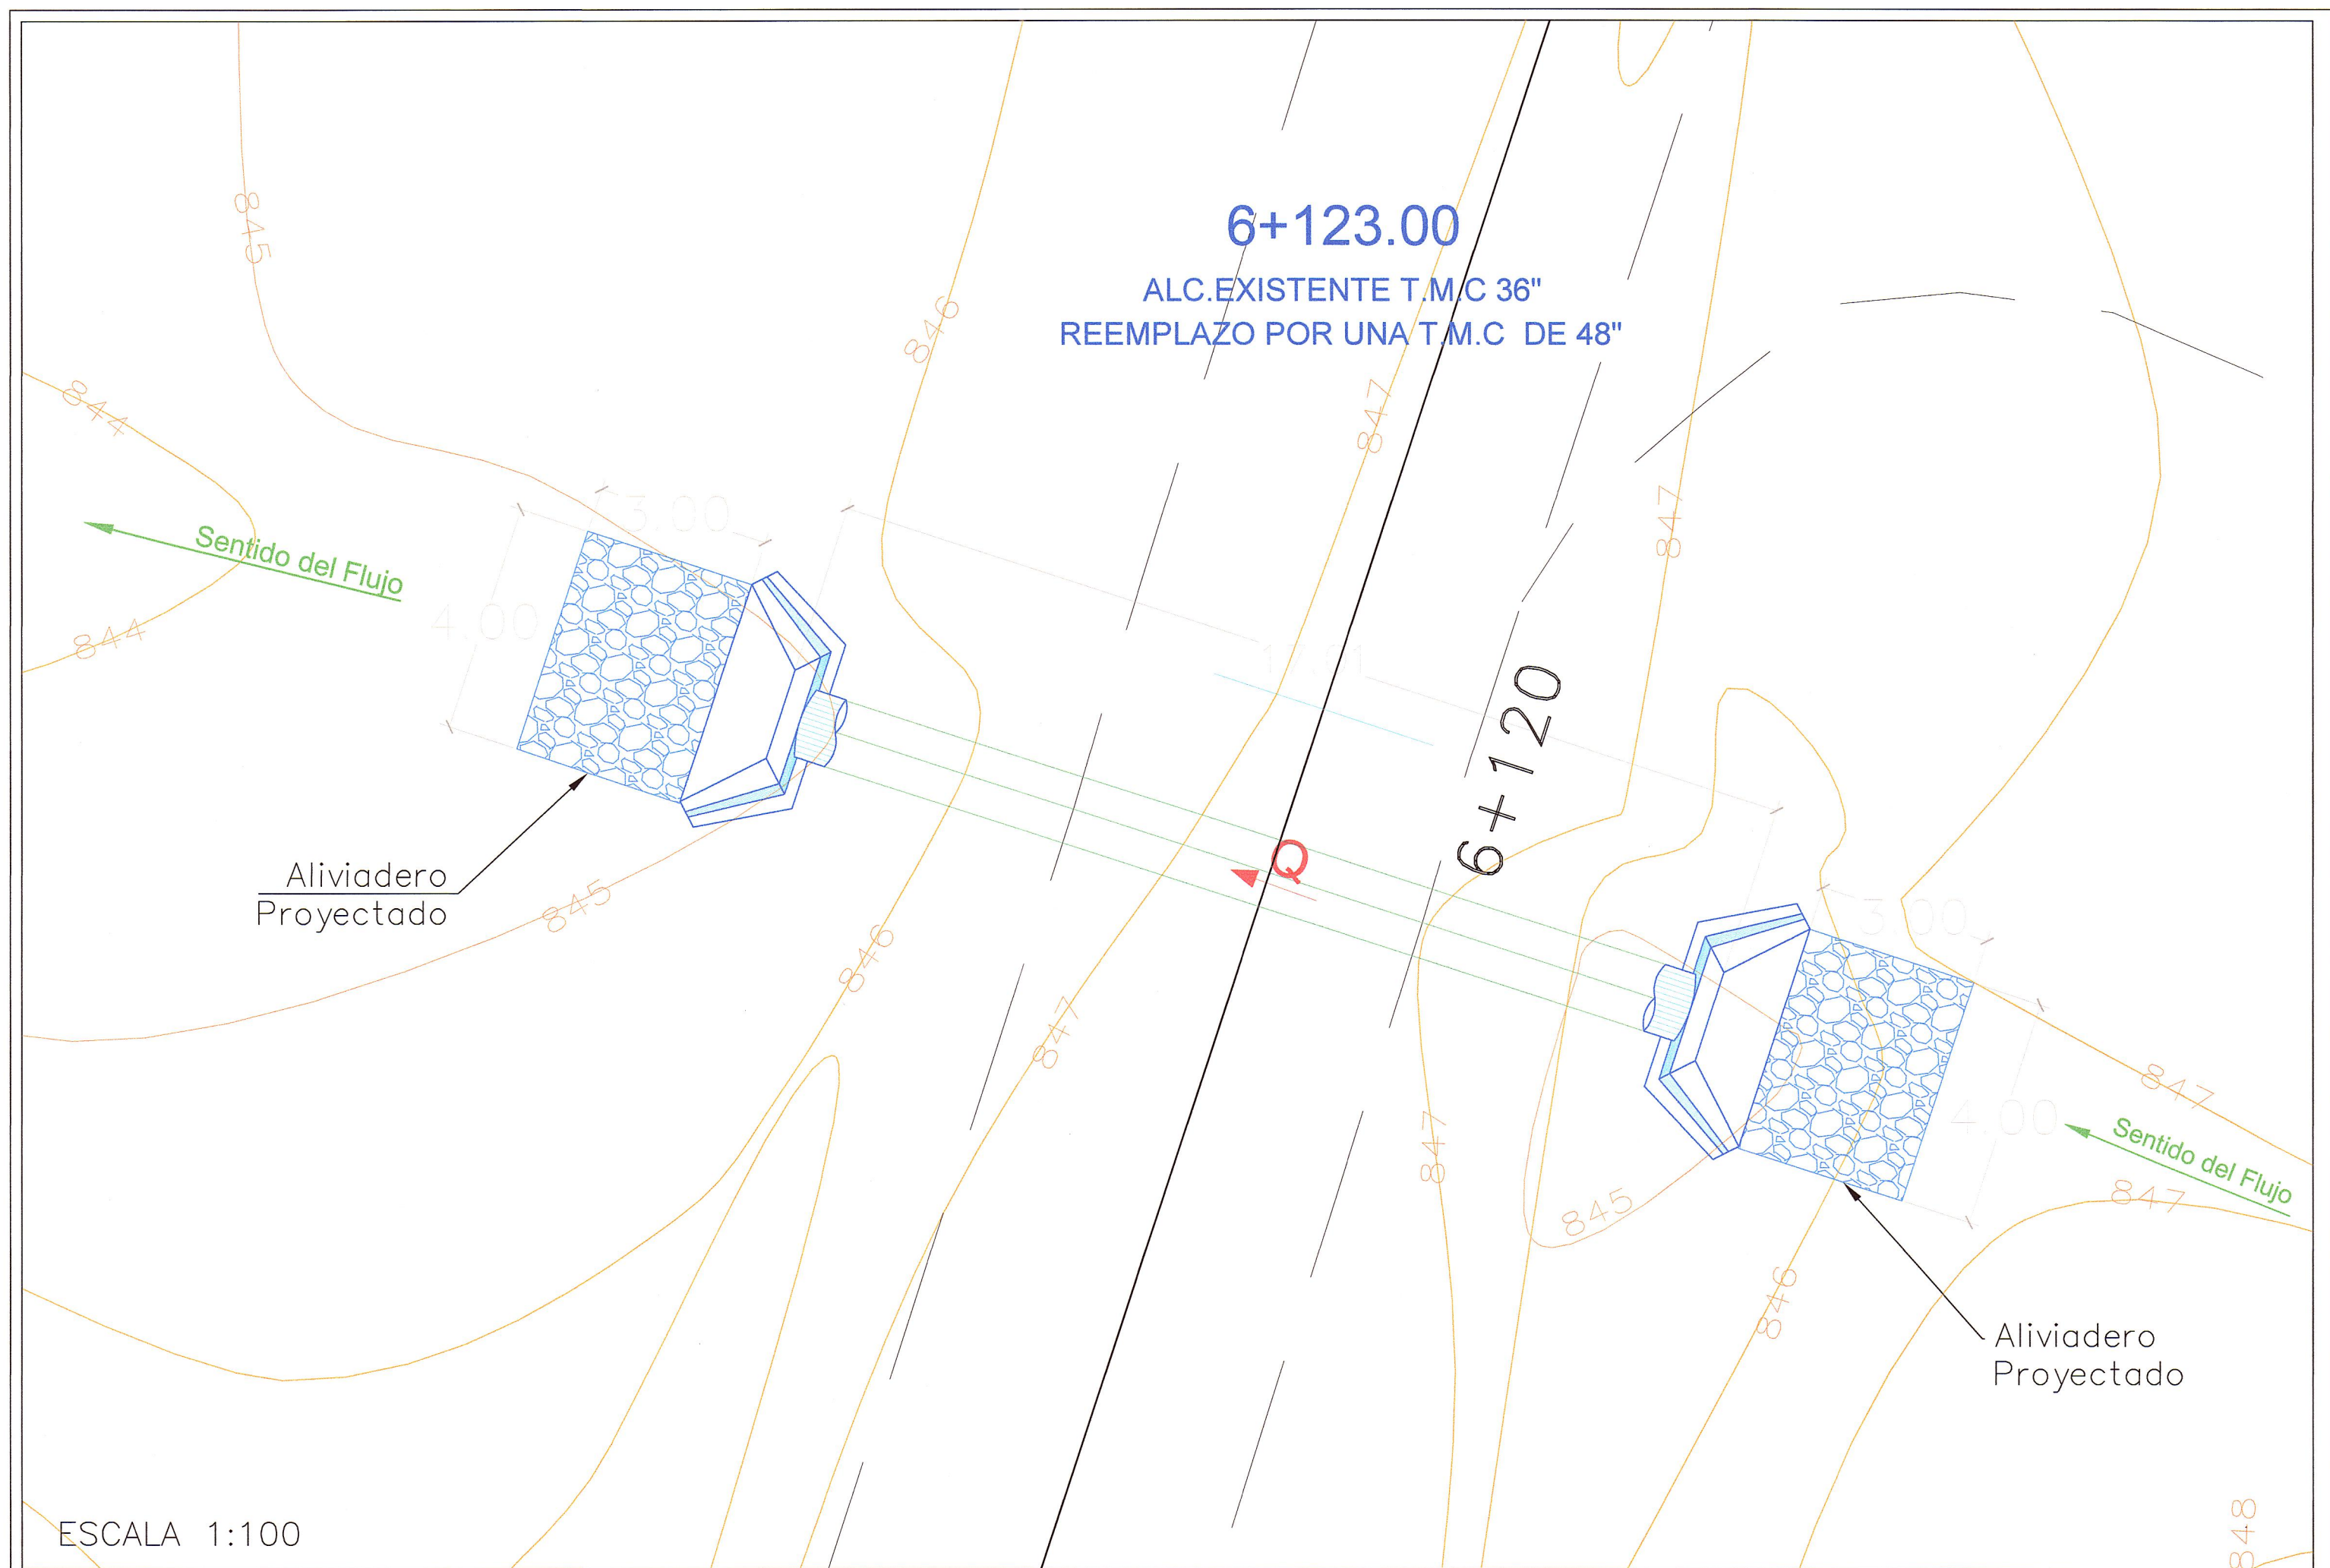 6+123.00
ALC.EXISTENTE T.M.C 36"
REEMPLAZO POR UNA T.M.C DE 48"
845
846
844
847
847
3.00
Sentido del Flujo
4.00
844
6+120
Q
Aliviadero
Proyectado
845
846
3.00
847
847
847
4.00
Sentido del Flujo
845
847
846
Aliviadero
Proyectado
ESCALA 1:100
848